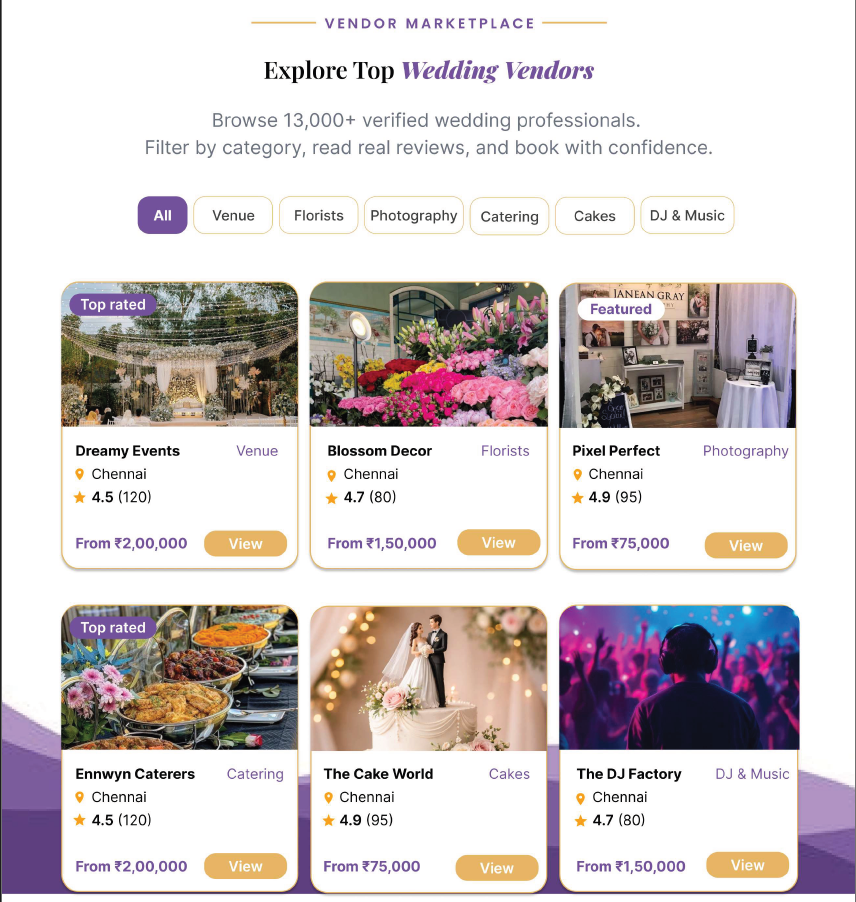 VENDOR MARKETPLACE
Explore Top Wedding Vendors
Browse 13,000+ verified wedding professionals.
Filter by category, read real reviews, and book with confidence.
All Venue Florists Photography Catering Cakes DJ & Music
Top rated
JANEAN GRAY
Featured
Dreamy Events Venue
Chennai
4.5 (120)
From ₹2,00,000 View
Blossom Decor Florists
Chennai
4.7 (80)
From ₹1,50,000 View
Pixel Perfect Photography
Chennai
4.9 (95)
From ₹75,000 View
Top rated
Ennwyn Caterers Catering
Chennai
4.5 (120)
From ₹2,00,000 View
The Cake World Cakes
Chennai
4.9 (95)
From ₹75,000 View
The DJ Factory DJ & Music
Chennai
4.7 (80)
From ₹1,50,000 View